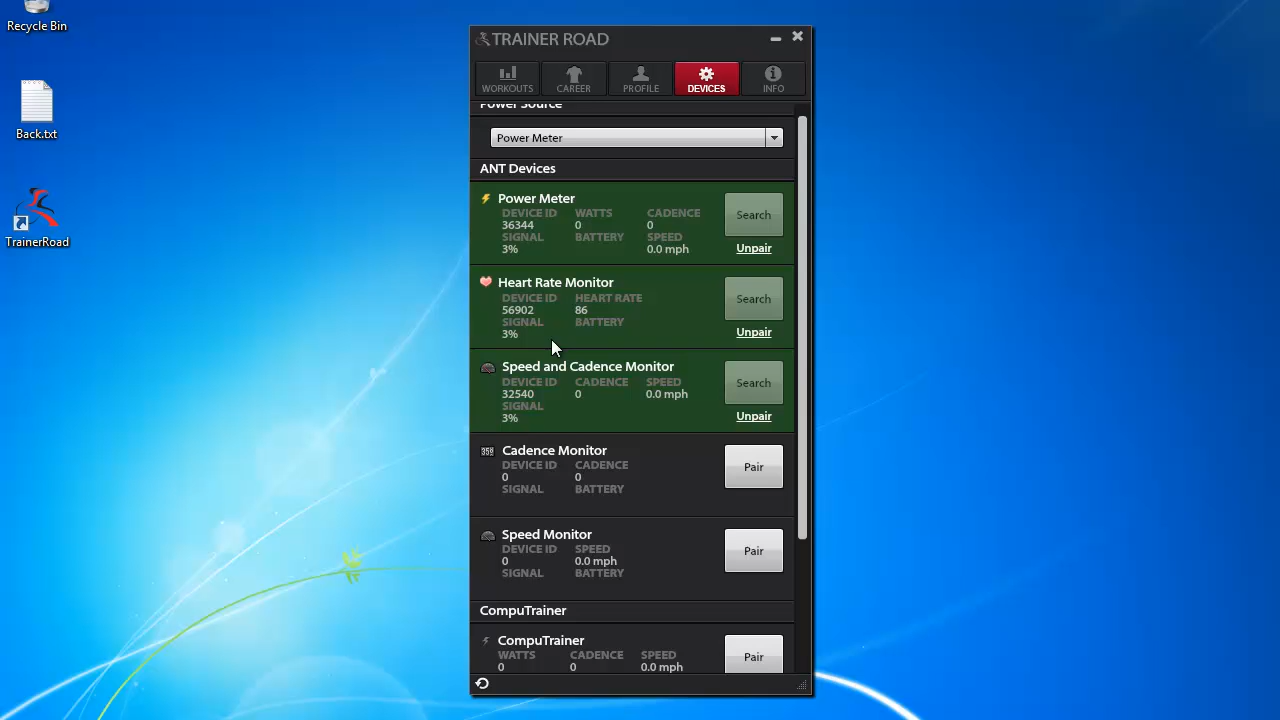 Recycle Bin
Back.txt
TrainerRoad
TRAINER ROAD
WORKOUTS CAREER PROFILE DEVICES INFO
Power Source
Power Meter
ANT Devices
Power Meter
DEVICE ID WATTS CADENCE
36344 0 0
SIGNAL BATTERY SPEED
3% 0.0 mph
Search
Unpair
Heart Rate Monitor
DEVICE ID HEART RATE
56902 86
SIGNAL BATTERY
3%
Search
Unpair
Speed and Cadence Monitor
DEVICE ID CADENCE SPEED
32540 0 0.0 mph
SIGNAL
3%
Search
Unpair
359 Cadence Monitor
DEVICE ID CADENCE
0 0
SIGNAL BATTERY
Pair
Speed Monitor
DEVICE ID SPEED
0 0.0 mph
SIGNAL BATTERY
Pair
CompuTrainer
CompuTrainer
WATTS CADENCE SPEED
0 0 0.0 mph
Pair